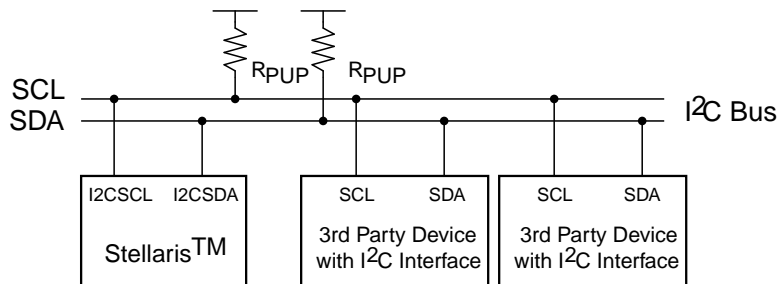 RPUP RPUP
SCL
SDA
I2C Bus
I2CSCL I2CSDA SCL SDA SCL SDA
Stellaris™
3rd Party Device
with I2C Interface
3rd Party Device
with I2C Interface